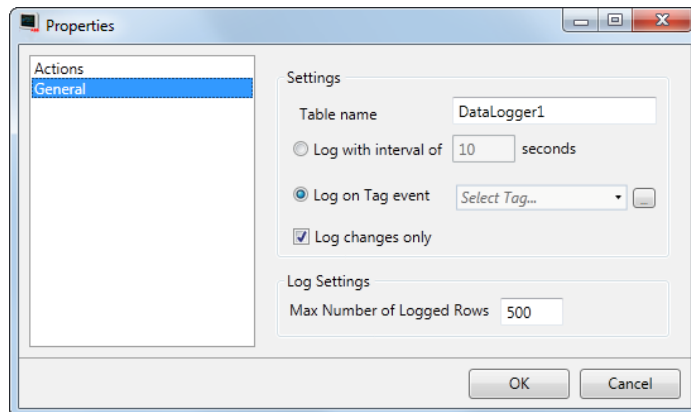 Properties
Actions
General
Settings
Table name DataLogger1
Log with interval of 10 seconds
Log on Tag event Select Tag... ...
Log changes only
Log Settings
Max Number of Logged Rows 500
OK Cancel